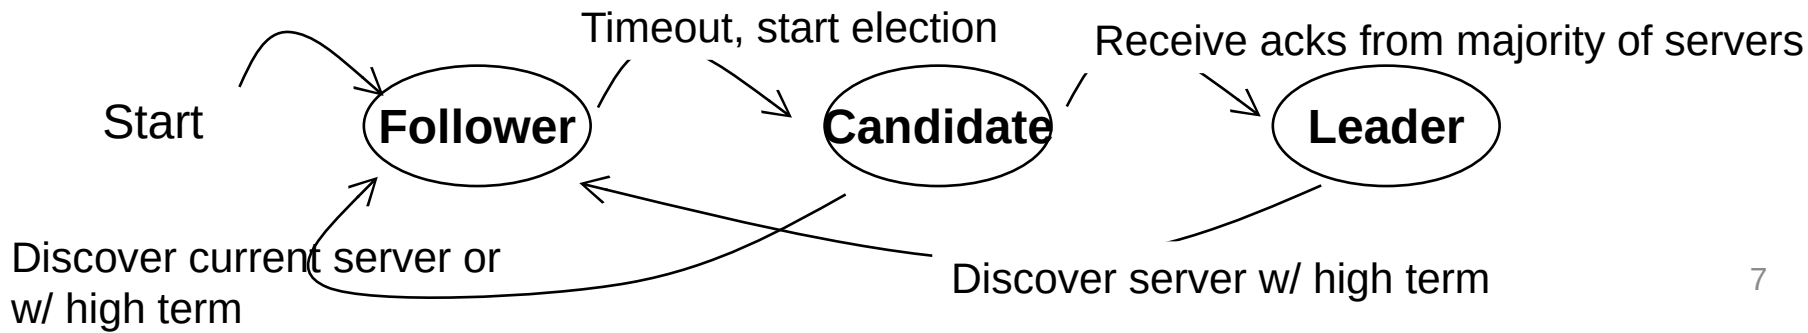 Timeout, start election
Receive acks from majority of servers
Start
Follower
Candidate
Leader
Discover current server or
w/ high term
Discover server w/ high term
7